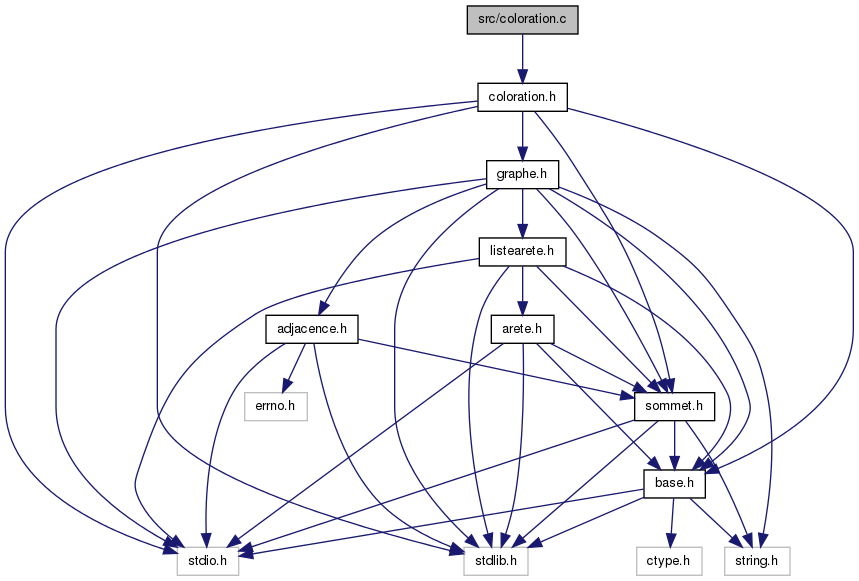 src/coloration.c
coloration.h
graphe.h
listearete.h
adjacence.h
arete.h
errno.h
sommet.h
base.h
stdio.h
stdlib.h
ctype.h
string.h